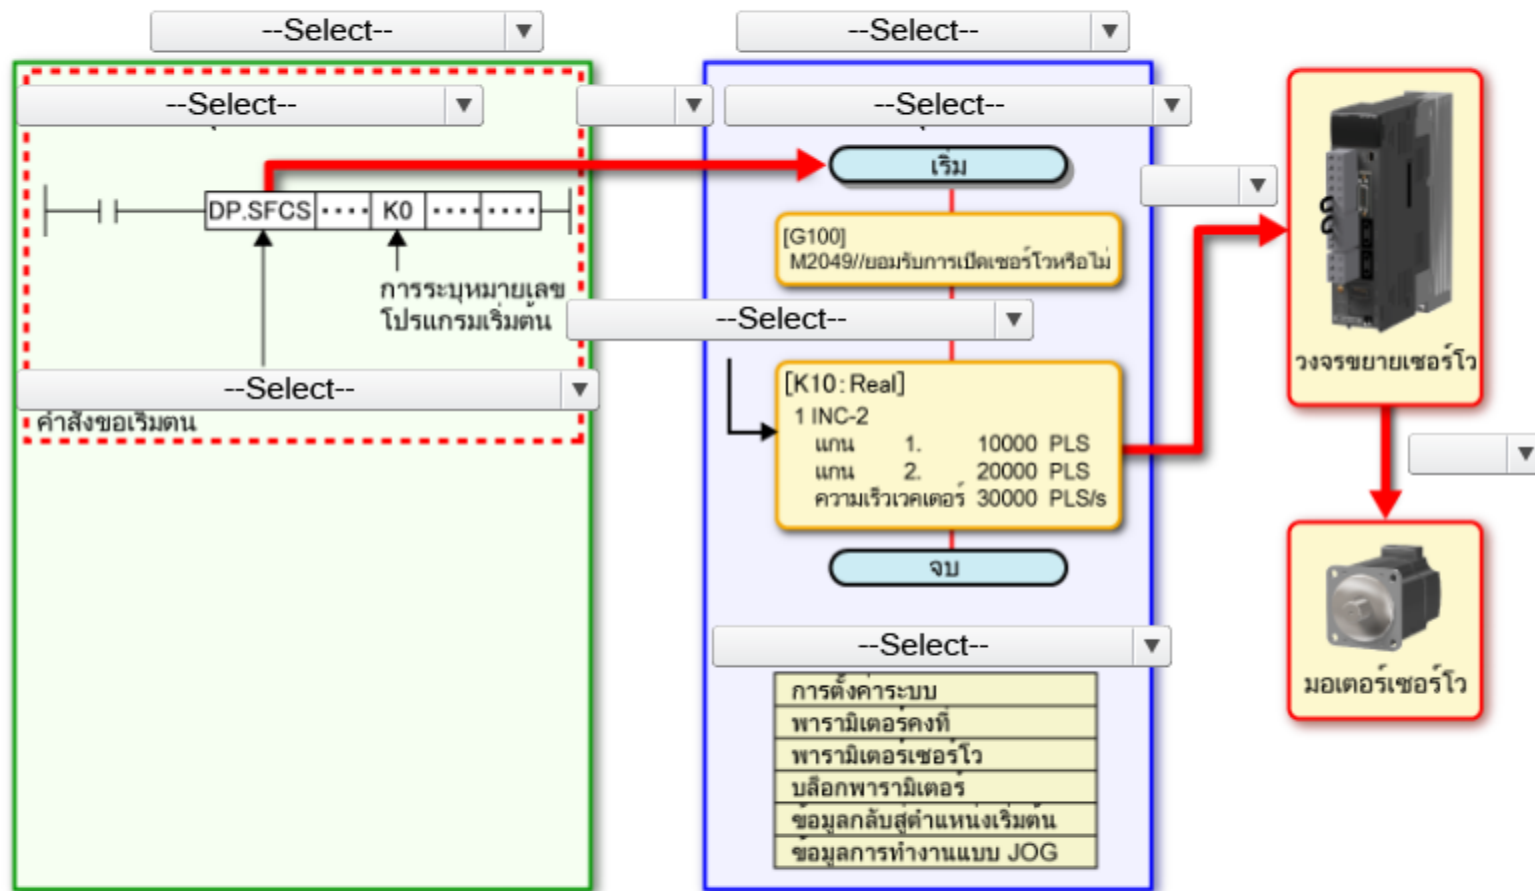 --Select--
--Select--
--Select--
--Select--
เริ่ม
DP.SFCS
K0
[G100]
M2049//ยอมรับการเปิดเซอร์โวหรือไม่
การระบุหมายเลข
โปรแกรมเริ่มต้น
--Select--
--Select--
คำสั่งขอเริ่มต้น
[K10:Real]
1 INC-2
แกน 1. 10000 PLS
แกน 2. 20000 PLS
ความเร็วเวคเตอร์ 30000 PLS/s
จบ
วงจรขยายเซอร์โว
มอเตอร์เซอร์โว
--Select--
การตั้งค่าระบบ
พารามิเตอร์คงที่
พารามิเตอร์เซอร์โว
บล็อกพารามิเตอร์
ข้อมูลกลับสู่ตำแหน่งเริ่มต้น
ข้อมูลการทำงานแบบ JOG